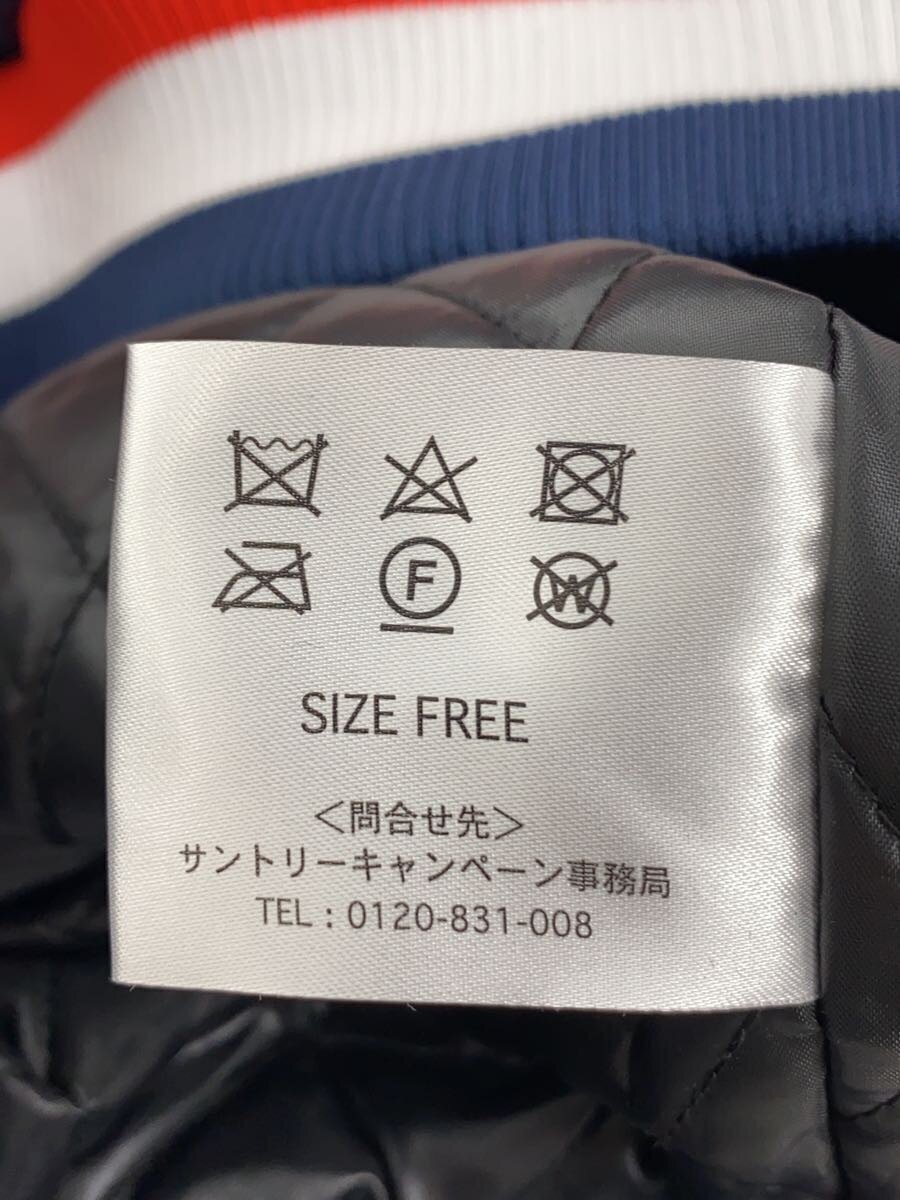 F
W
SIZE FREE
＜問合せ先＞
サントリーキャンペーン事務局
TEL：0120-831-008